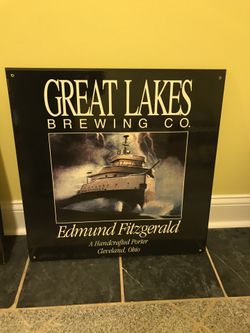 GREAT LAKES
BREWING CO.
Edmund Fitzgerald
A Handcrafted Porter
Cleveland, Ohio